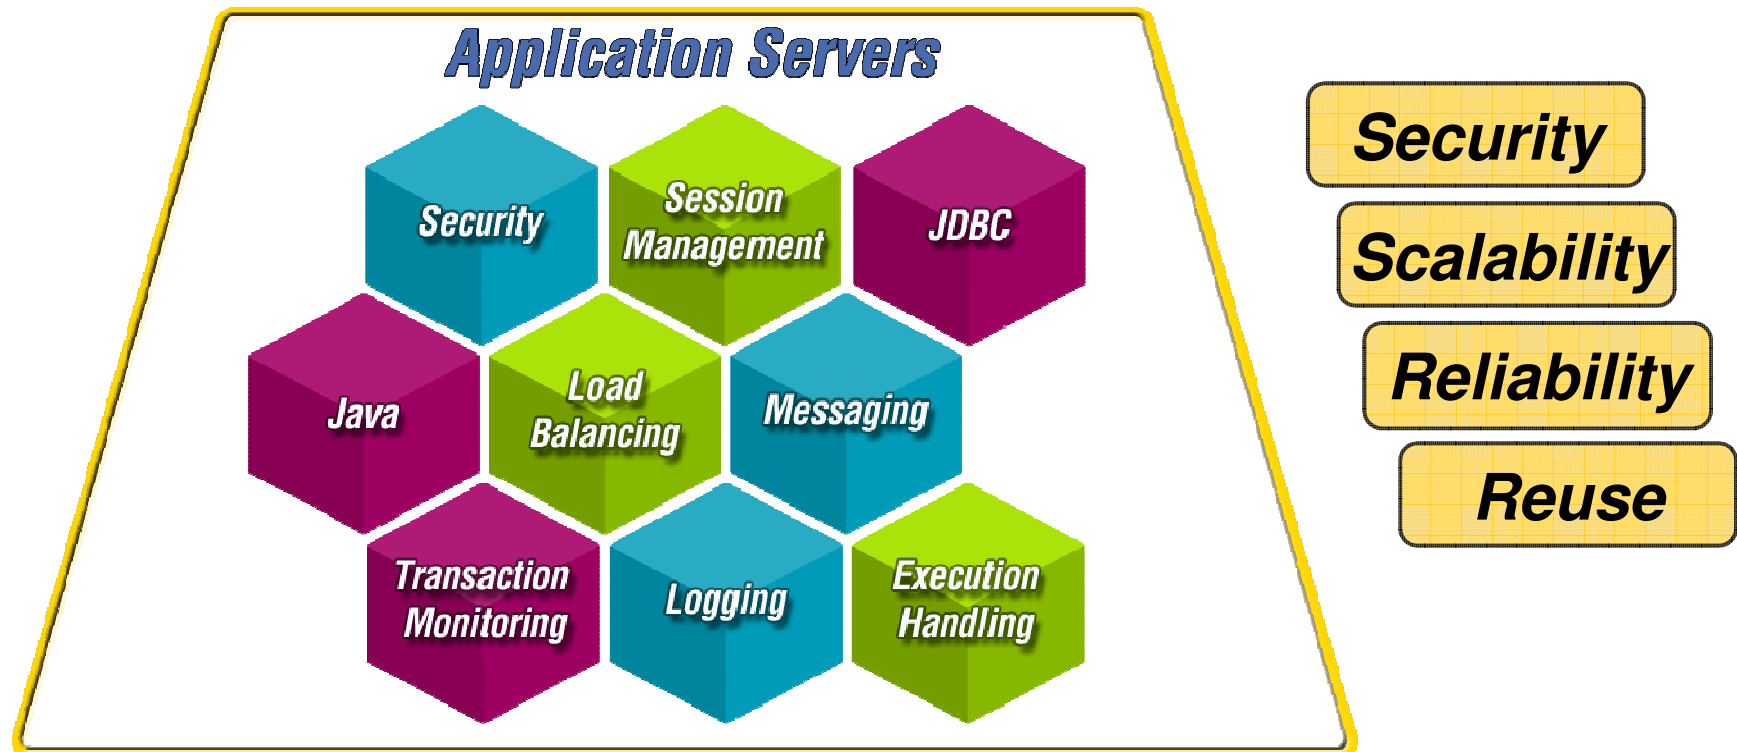 Application Servers
Security
Session
Management
JDBC
Java
Load
Balancing
Messaging
Transaction
Monitoring
Logging
Execution
Handling
Security
Scalability
Reliability
Reuse